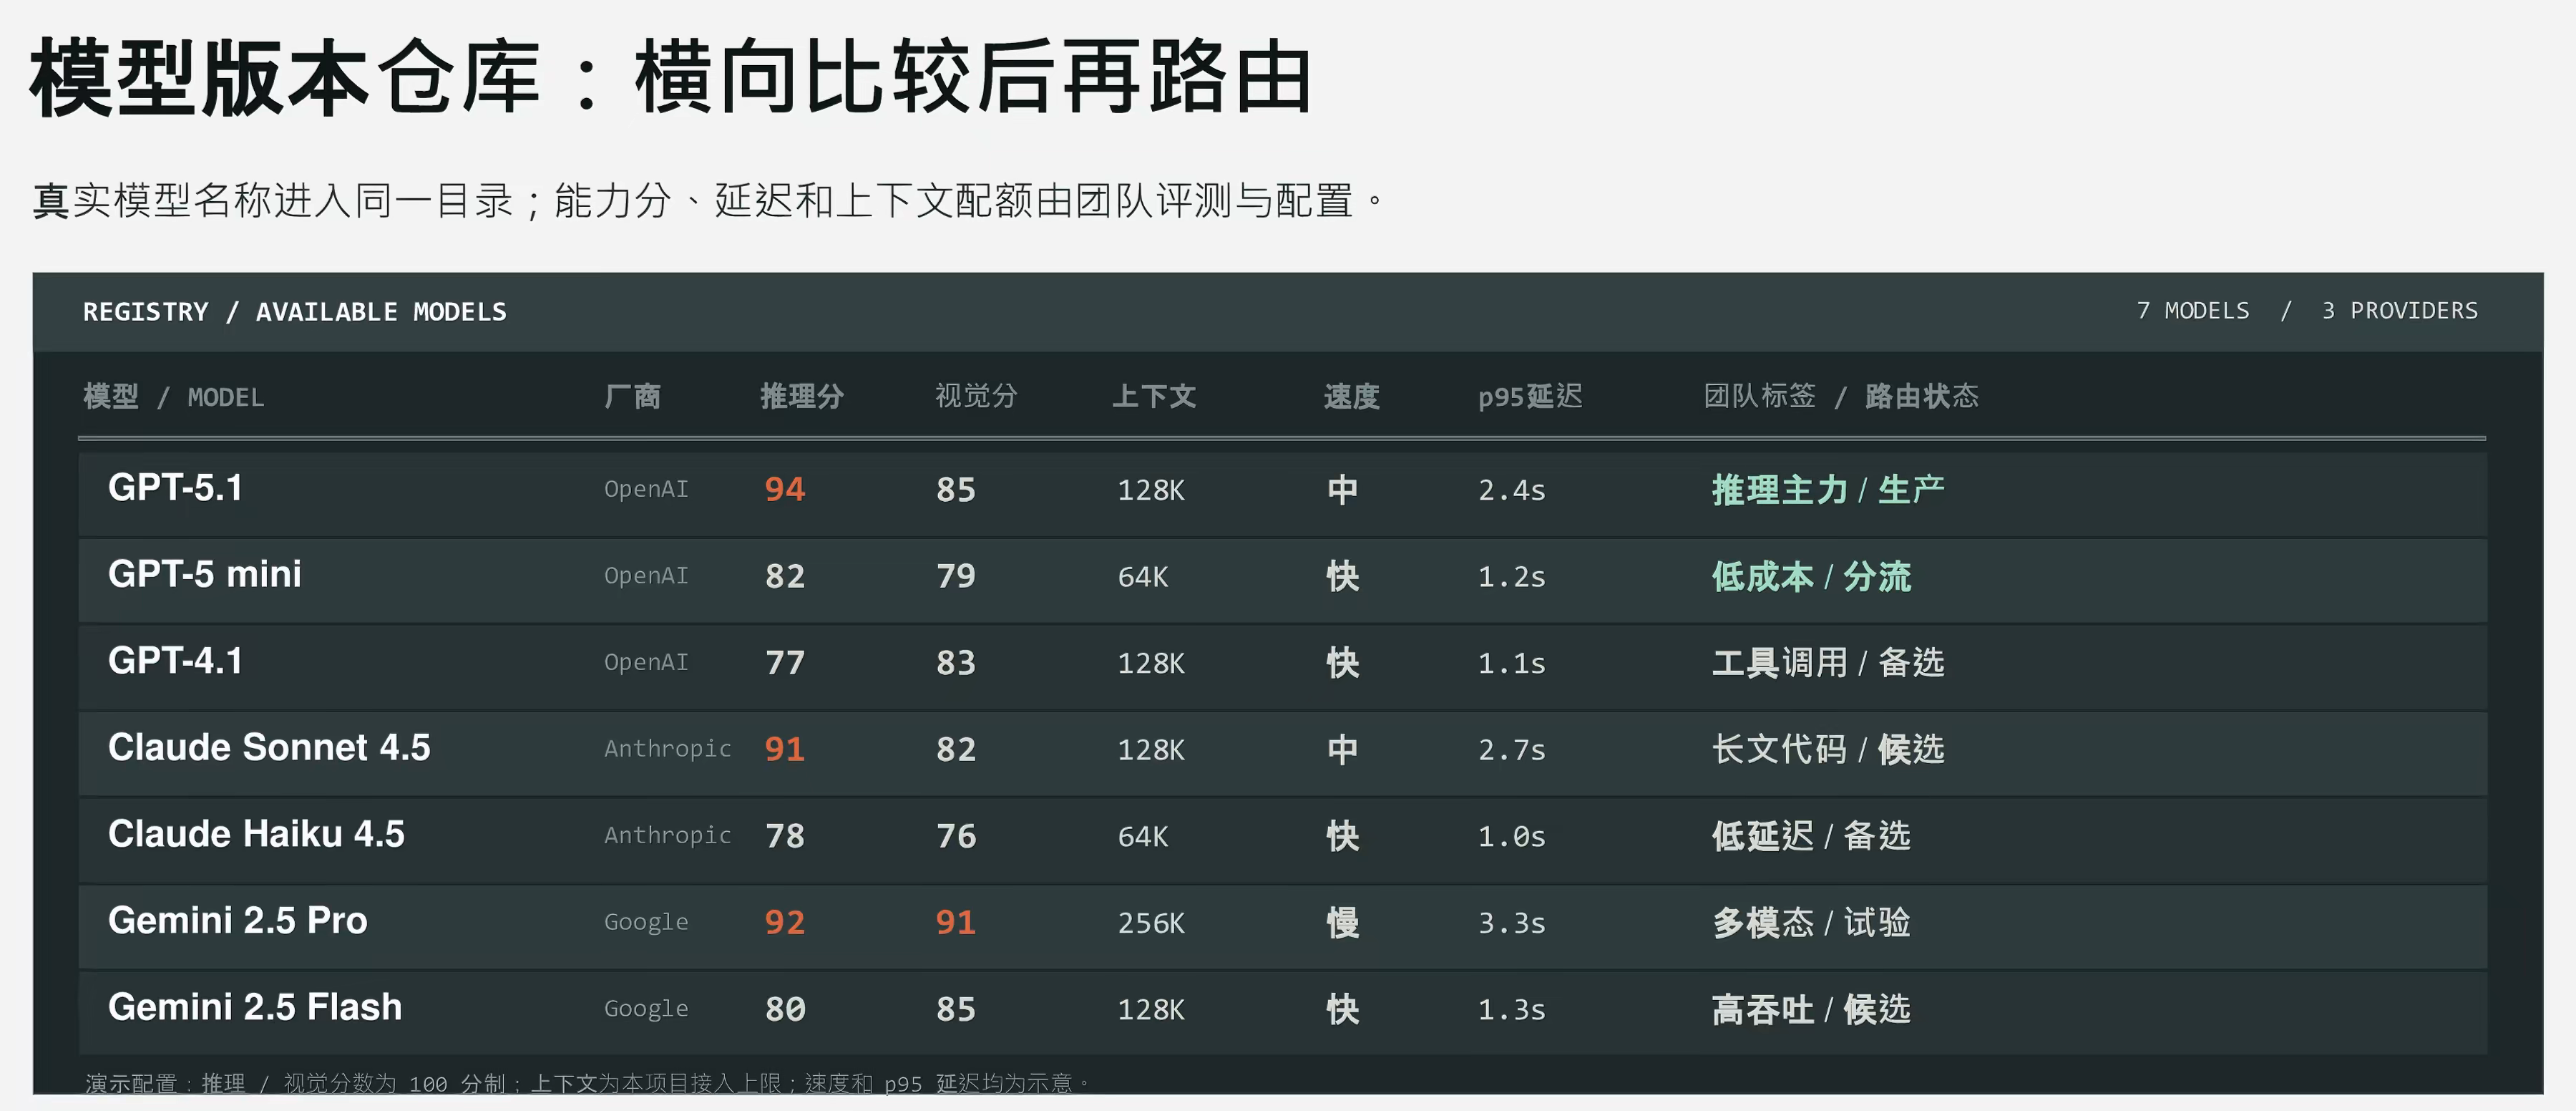 模型版本仓库：横向比较后再路由
真实模型名称进入同一目录；能力分、延迟和上下文配额由团队评测与配置。
REGISTRY / AVAILABLE MODELS 7 MODELS / 3 PROVIDERS
模型 / MODEL 厂商 推理分 视觉分 上下文 速度 p95延迟 团队标签 / 路由状态
GPT-5.1 OpenAI 94 85 128K 中 2.4s 推理主力 / 生产
GPT-5 mini OpenAI 82 79 64K 快 1.2s 低成本 / 分流
GPT-4.1 OpenAI 77 83 128K 快 1.1s 工具调用 / 备选
Claude Sonnet 4.5 Anthropic 91 82 128K 中 2.7s 长文代码 / 候选
Claude Haiku 4.5 Anthropic 78 76 64K 快 1.0s 低延迟 / 备选
Gemini 2.5 Pro Google 92 91 256K 慢 3.3s 多模态 / 试验
Gemini 2.5 Flash Google 80 85 128K 快 1.3s 高吞吐 / 候选
演示配置：推理 / 视觉分数为 100 分制；上下文为本项目接入上限；速度和 p95 延迟均为示意。